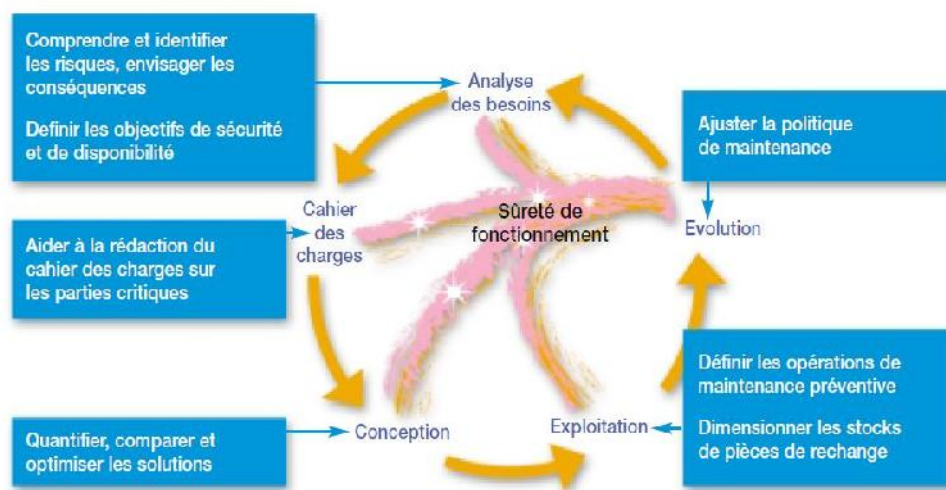 Comprendre et identifier
les risques, envisager les
conséquences
Definir les objectifs de sécurité
et de disponibilité
Analyse
des besoins
Ajuster la politique
de maintenance
Cahier
des
charges
Sûreté de
fonctionnement
Evolution
Aider à la rédaction du
cahier des charges sur
les parties critiques
Définir les opérations de
maintenance préventive
Dimensionner les stocks
de pièces de rechange
Quantifier, comparer et
optimiser les solutions
Conception
Exploitation